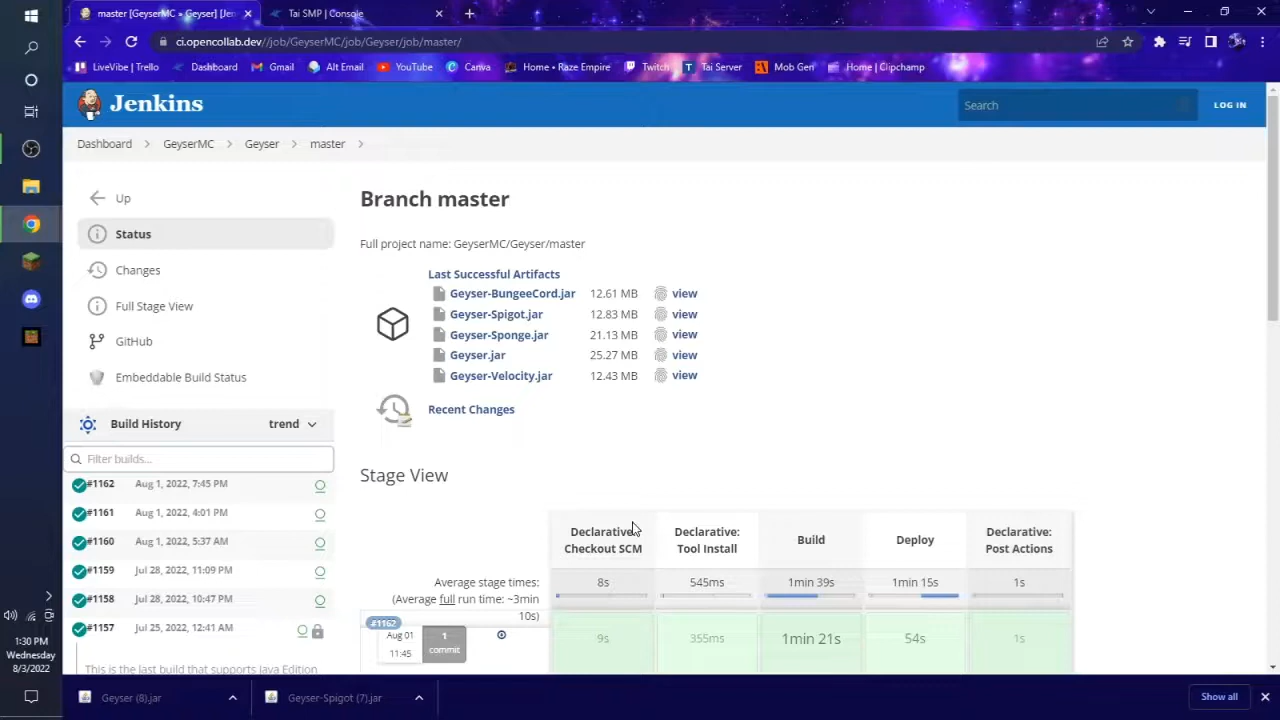 master [GeyserMC » Geyser] [Jen
Tai SMP | Console
ci.opencollab.dev//job/GeyserMC/job/Geyser/job/master/
LiveVibe | Trello
Dashboard
Gmail
Alt Email
YouTube
Canva
Home • Raze Empire
Twitch
Tai Server
Mob Gen
Home | Clipchamp
Jenkins
Search
LOG IN
Dashboard
GeyserMC
Geyser
master
Up
Status
Changes
Full Stage View
GitHub
Embeddable Build Status
Build History
trend
Filter builds...
#1162 Aug 1, 2022, 7:45 PM
#1161 Aug 1, 2022, 4:01 PM
#1160 Aug 1, 2022, 5:37 AM
#1159 Jul 28, 2022, 11:09 PM
#1158 Jul 28, 2022, 10:47 PM
#1157 Jul 25, 2022, 12:41 AM
This is the last build that supports Java Edition
Branch master
Full project name: GeyserMC/Geyser/master
Last Successful Artifacts
Geyser-BungeeCord.jar 12.61 MB view
Geyser-Spigot.jar 12.83 MB view
Geyser-Sponge.jar 21.13 MB view
Geyser.jar 25.27 MB view
Geyser-Velocity.jar 12.43 MB view
Recent Changes
Stage View
Declarative: Checkout SCM
Declarative: Tool Install
Build
Deploy
Declarative: Post Actions
Average stage times: 8s 545ms 1min 39s 1min 15s 1s
(Average full run time: ~3min
10s)
#1162
Aug 01
11:45
1
commit
9s 355ms 1min 21s 54s 1s
1:30 PM
Wednesday
8/3/2022
Geyser (8).jar
Geyser-Spigot (7).jar
Show all